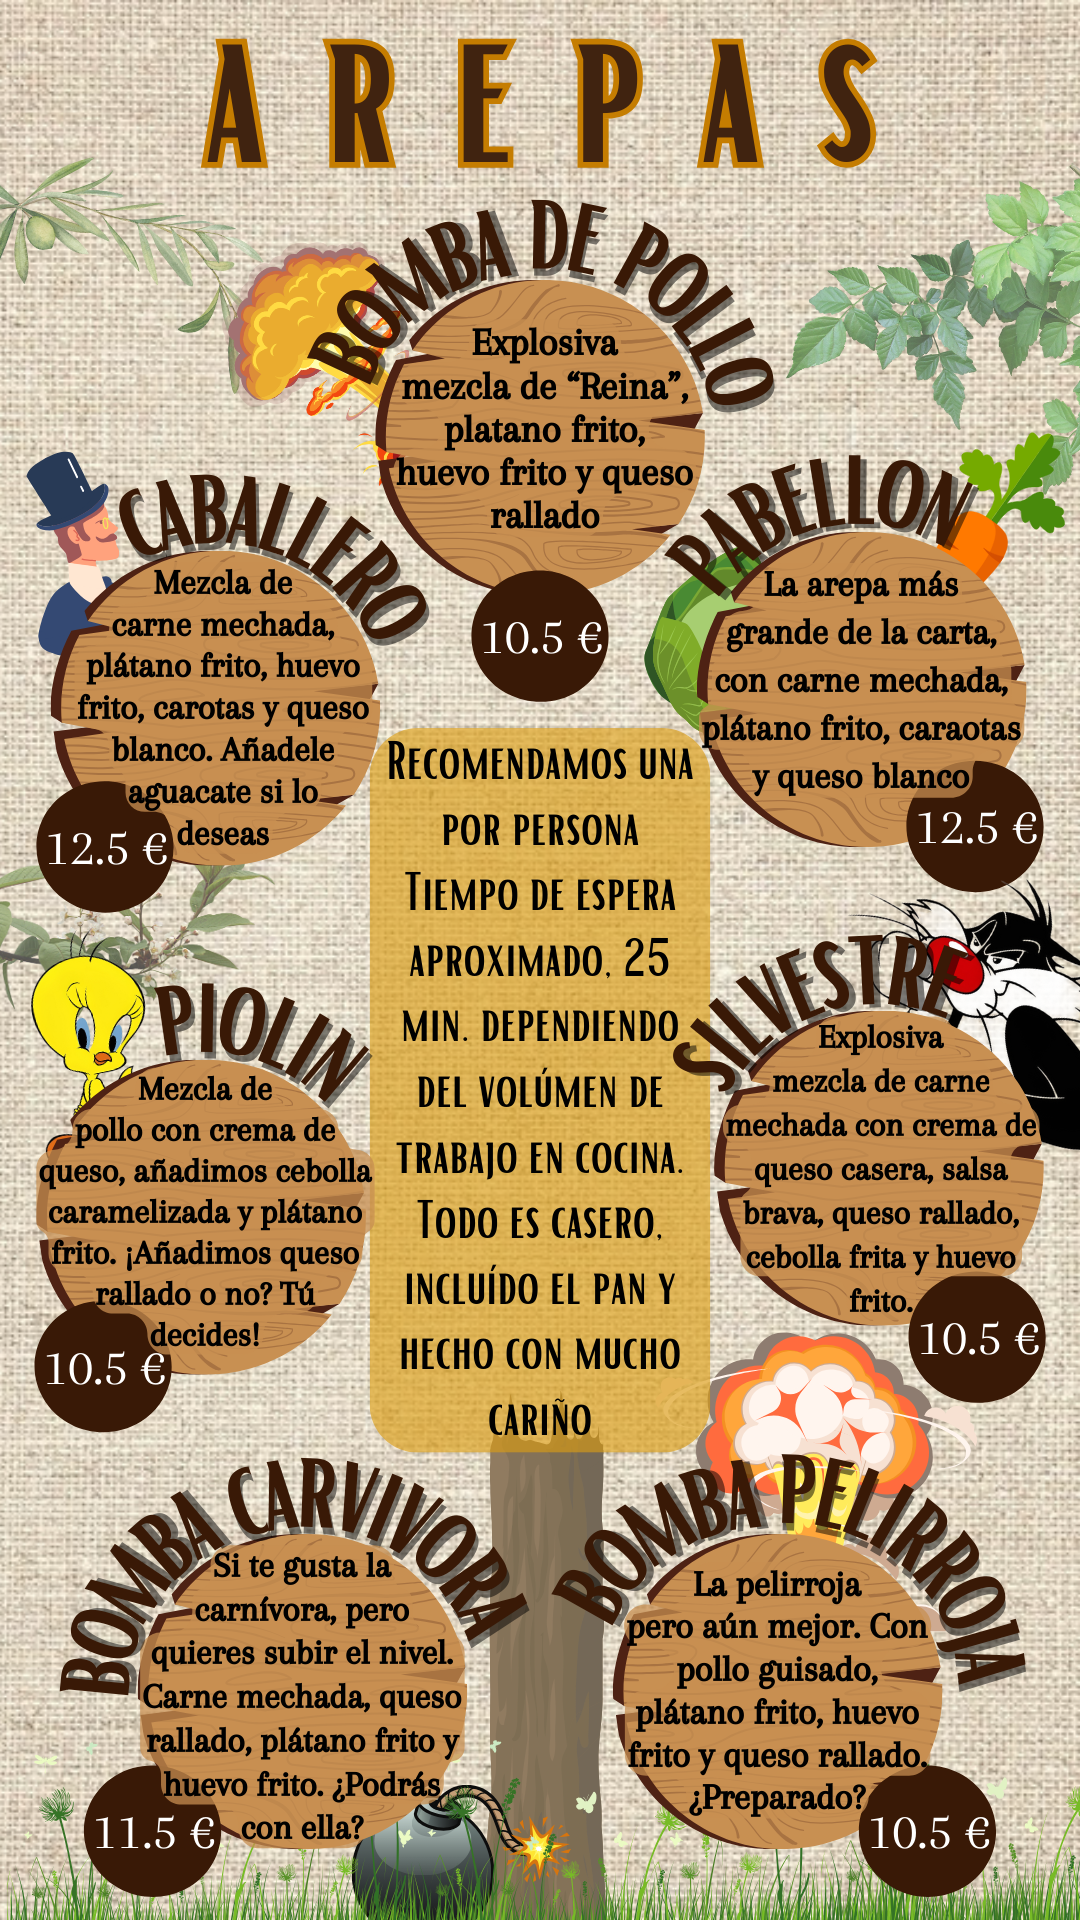 AREPAS
BOMBA DE POLLO
Explosiva
mezcla de “Reina”,
platano frito,
huevo frito y queso
rallado
10.5 €
CABALLERO
Mezcla de
carne mechada,
plátano frito, huevo
frito, carotas y queso
blanco. Añadele
aguacate si lo
deseas
12.5 €
PABELLON
La arepa más
grande de la carta,
con carne mechada,
plátano frito, caraotas
y queso blanco
12.5 €
RECOMENDAMOS UNA
POR PERSONA
TIEMPO DE ESPERA
APROXIMADO, 25
MIN. DEPENDIENDO
DEL VOLÚMEN DE
TRABAJO EN COCINA.
TODO ES CASERO,
INCLUÍDO EL PAN Y
HECHO CON MUCHO
CARIÑO
PIOLIN
Mezcla de
pollo con crema de
queso, añadimos cebolla
caramelizada y plátano
frito. ¡Añadimos queso
rallado o no? Tú
decides!
10.5 €
SILVESTRE
Explosiva
mezcla de carne
mechada con crema de
queso casera, salsa
brava, queso rallado,
cebolla frita y huevo
frito.
10.5 €
BOMBA CARVIVORA
Si te gusta la
carnívora, pero
quieres subir el nivel.
Carne mechada, queso
rallado, plátano frito y
huevo frito. ¿Podrás
con ella?
11.5 €
BOMBA PELIRROJA
La pelirroja
pero aún mejor. Con
pollo guisado,
plátano frito, huevo
frito y queso rallado.
¿Preparado?
10.5 €